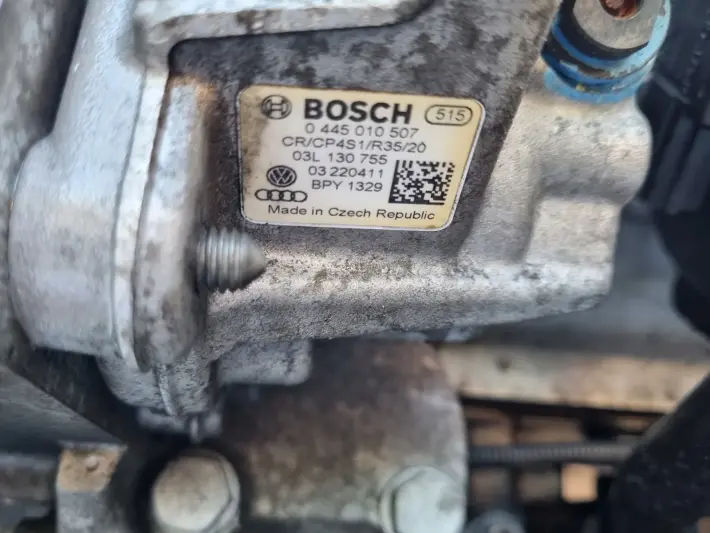 BOSCH 515
0 445 010 507
CR/CP4S1/R35/20
03L 130 755
03 220411
BPY 1329
Made in Czech Republic